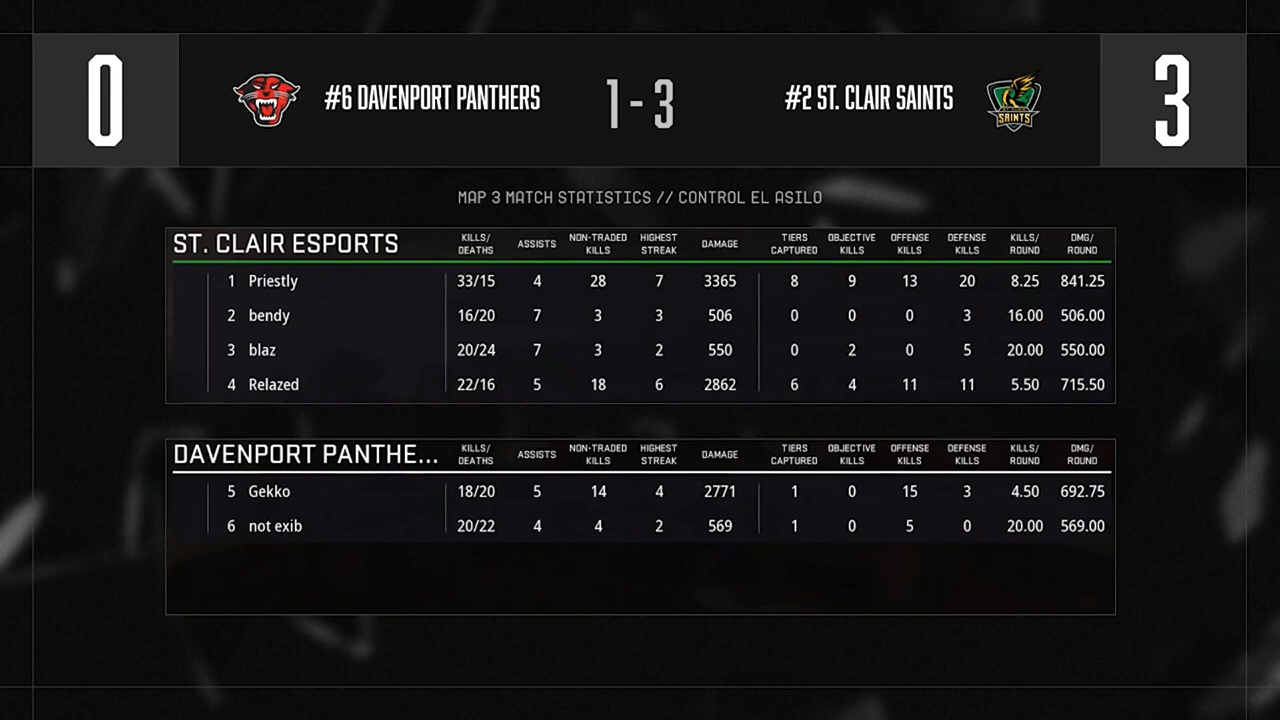 0
#6 DAVENPORT PANTHERS
1 - 3
#2 ST. CLAIR SAINTS
SAINTS
3
MAP 3 MATCH STATISTICS // CONTROL EL ASILO
ST. CLAIR ESPORTS KILLS/DEATHS ASSISTS NON-TRADED KILLS HIGHEST STREAK DAMAGE TIERS CAPTURED OBJECTIVE KILLS OFFENSE KILLS DEFENSE KILLS KILLS/ROUND DMG/ROUND
1 Priestly 33/15 4 28 7 3365 8 9 13 20 8.25 841.25
2 bendy 16/20 7 3 3 506 0 0 0 3 16.00 506.00
3 blaz 20/24 7 3 2 550 0 2 0 5 20.00 550.00
4 Relazed 22/16 5 18 6 2862 6 4 11 11 5.50 715.50
DAVENPORT PANTHE... KILLS/DEATHS ASSISTS NON-TRADED KILLS HIGHEST STREAK DAMAGE TIERS CAPTURED OBJECTIVE KILLS OFFENSE KILLS DEFENSE KILLS KILLS/ROUND DMG/ROUND
5 Gekko 18/20 5 14 4 2771 1 0 15 3 4.50 692.75
6 not exib 20/22 4 4 2 569 1 0 5 0 20.00 569.00